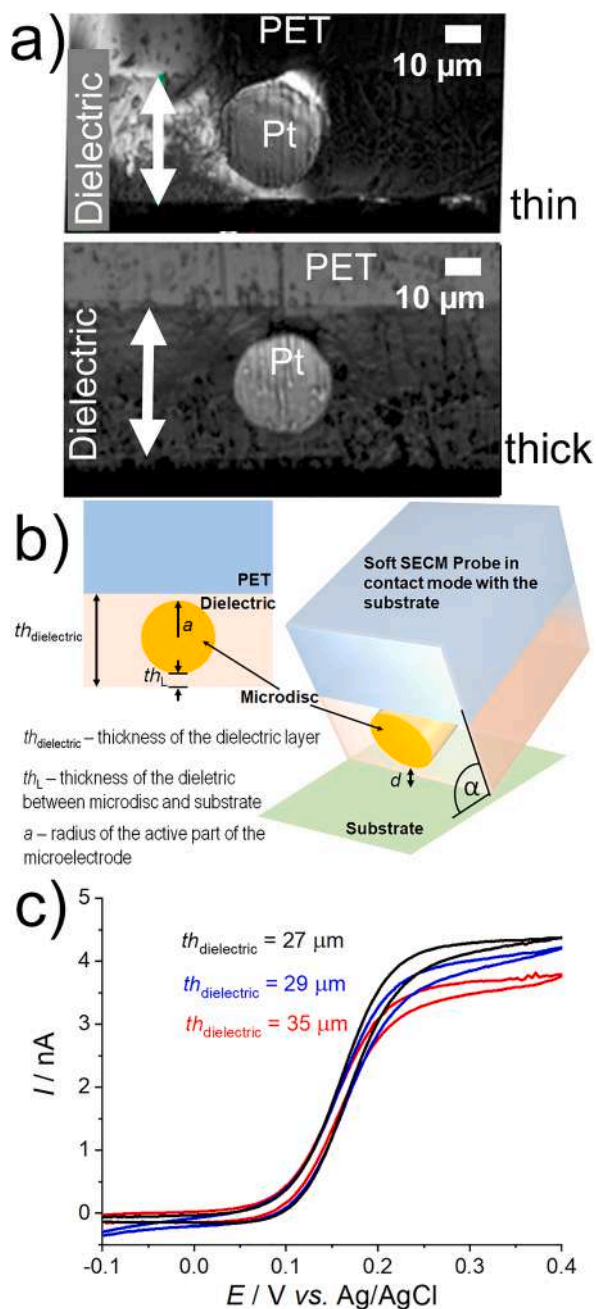 a)
PET
10 µm
Dielectric
Pt
thin
PET
10 µm
Dielectric
Pt
thick
b)
PET
Dielectric
a
th_dielectric
th_L
Microdisc
Soft SECM Probe in
contact mode with the
substrate
th_dielectric – thickness of the dielectric layer
th_L – thickness of the dieletric
between microdisc and substrate
a – radius of the active part of the
microelectrode
d
α
Substrate
c)
th_dielectric = 27 µm
th_dielectric = 29 µm
th_dielectric = 35 µm
I / nA
5
4
3
2
1
0
-0.1 0.0 0.1 0.2 0.3 0.4
E / V vs. Ag/AgCl